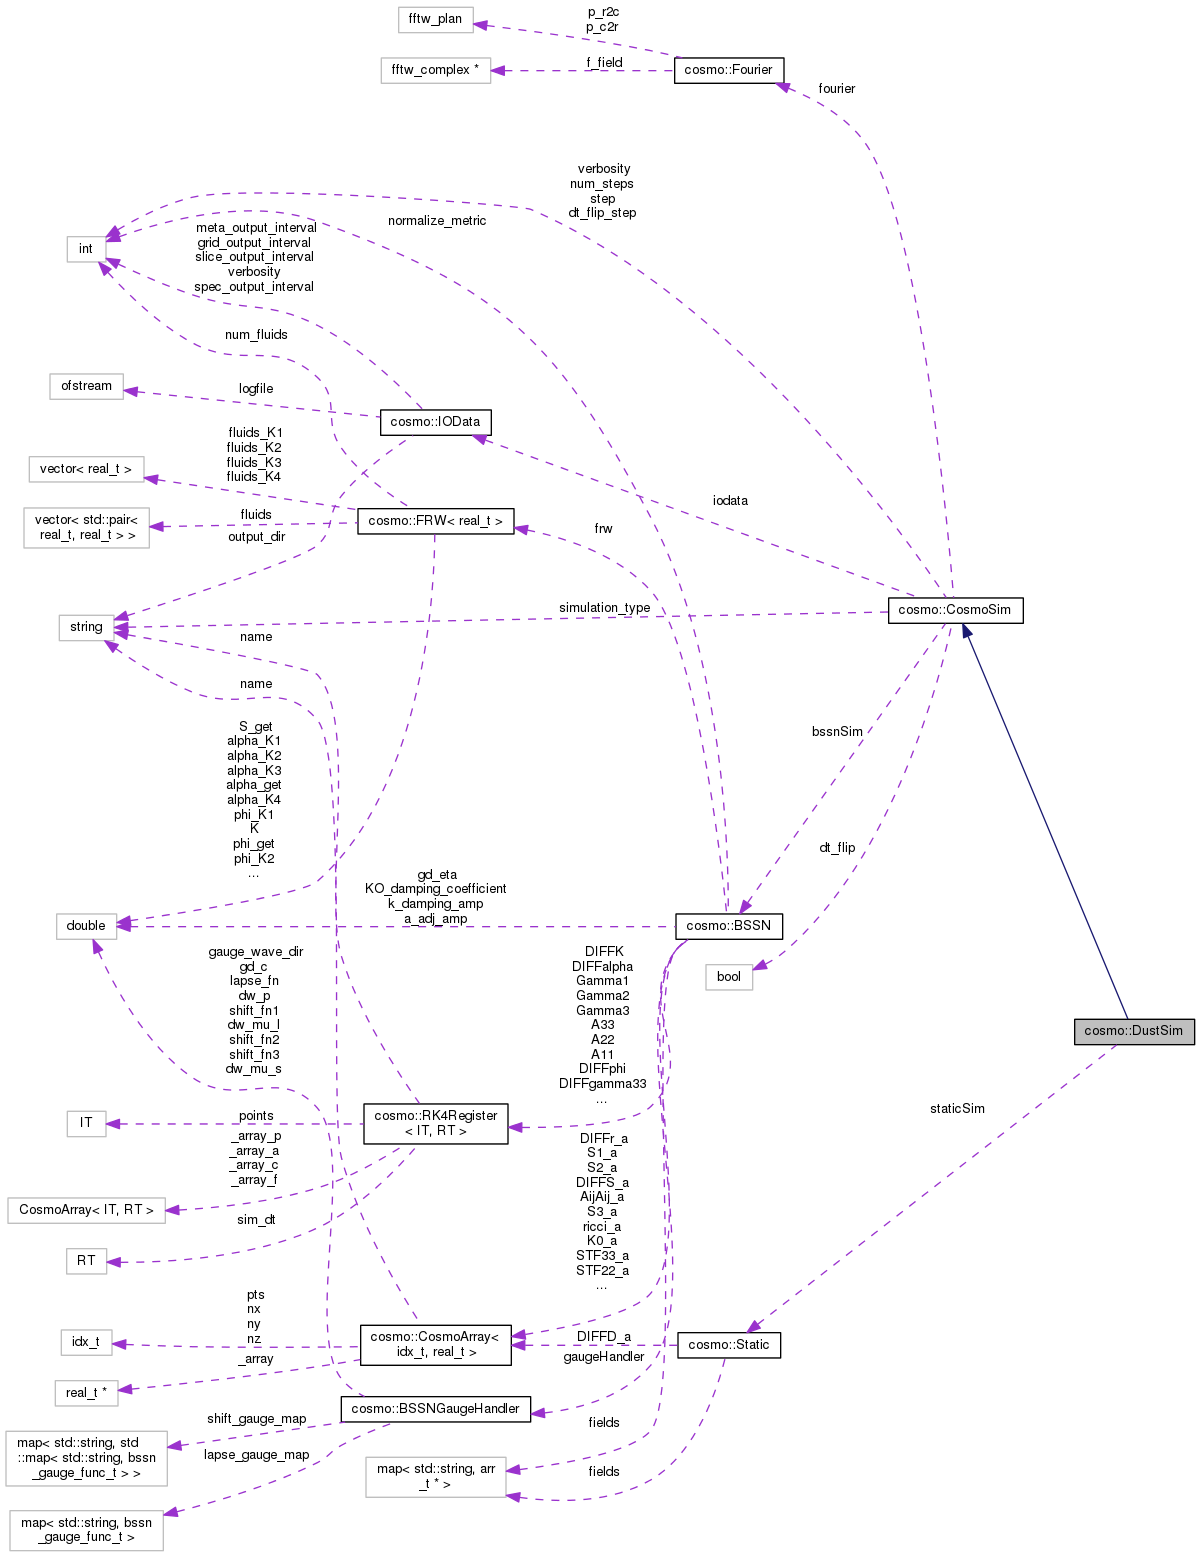 p_r2c
p_c2r
fftw_plan
f_field
fftw_complex *
cosmo::Fourier
fourier
verbosity
num_steps
step
dt_flip_step
normalize_metric
meta_output_interval
grid_output_interval
slice_output_interval
verbosity
spec_output_interval
int
num_fluids
ofstream
logfile
cosmo::IOData
fluids_K1
fluids_K2
fluids_K3
fluids_K4
vector< real_t >
iodata
vector< std::pair<
real_t, real_t > >
fluids
cosmo::FRW< real_t >
frw
output_dir
simulation_type
cosmo::CosmoSim
string
name
name
S_get
alpha_K1
alpha_K2
alpha_K3
alpha_get
alpha_K4
phi_K1
K
phi_get
phi_K2
...
bssnSim
dt_flip
gd_eta
KO_damping_coefficient
k_damping_amp
a_adj_amp
double
cosmo::BSSN
gauge_wave_dir
gd_c
lapse_fn
dw_p
shift_fn1
dw_mu_l
shift_fn2
shift_fn3
dw_mu_s
DIFFK
DIFFalpha
Gamma1
Gamma2
Gamma3
A33
A22
A11
DIFFphi
DIFFgamma33
...
bool
cosmo::DustSim
IT
points
cosmo::RK4Register
< IT, RT >
staticSim
_array_p
_array_a
_array_c
_array_f
CosmoArray< IT, RT >
sim_dt
RT
DIFFr_a
S1_a
S2_a
DIFFS_a
AijAij_a
S3_a
ricci_a
K0_a
STF33_a
STF22_a
...
pts
nx
ny
nz
idx_t
cosmo::CosmoArray<
idx_t, real_t >
DIFFD_a
cosmo::Static
_array
gaugeHandler
real_t *
cosmo::BSSNGaugeHandler
shift_gauge_map
fields
map< std::string, std
::map< std::string, bssn
_gauge_func_t > >
lapse_gauge_map
map< std::string, arr
_t * >
fields
map< std::string, bssn
_gauge_func_t >